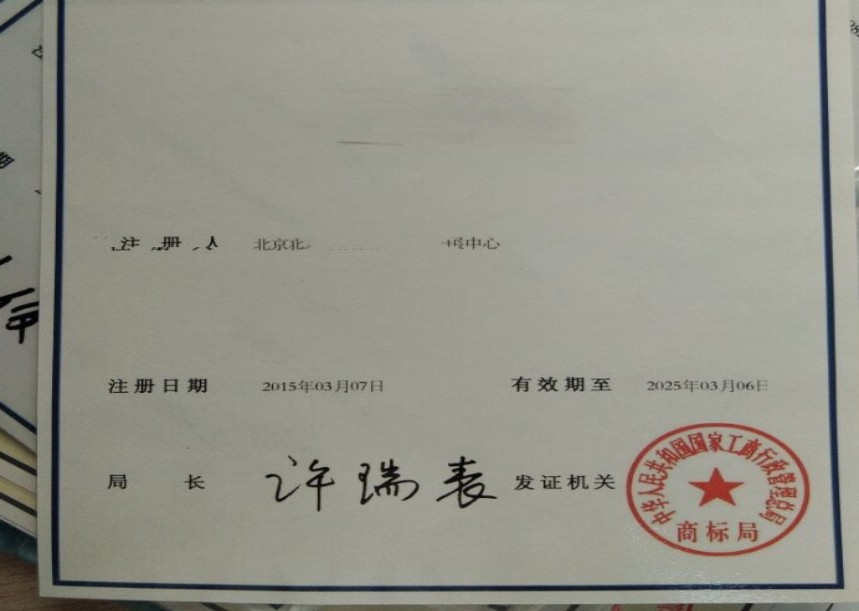 注册人 北京北 中心
注册日期 2015年03月07日 有效期至 2025年03月06日
局长 许瑞表 发证机关
中华人民共和国国家工商行政管理总局
商标局